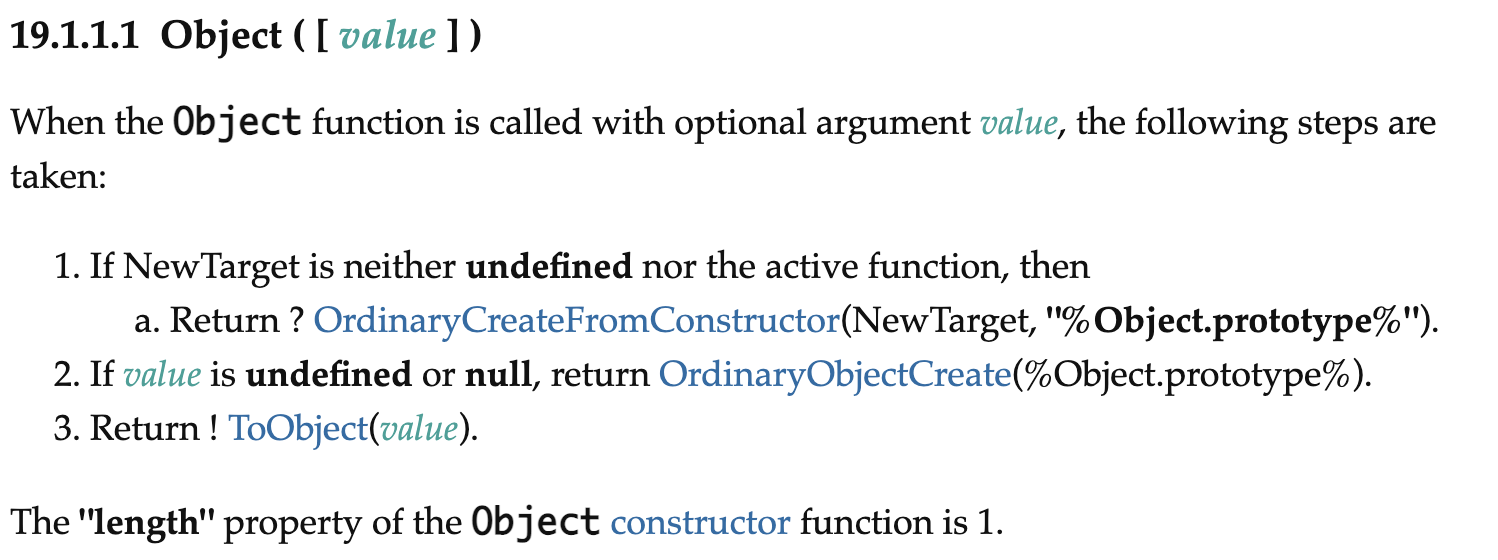 19.1.1.1 Object ( [ value ] )
When the Object function is called with optional argument value, the following steps are
taken:
1. If NewTarget is neither undefined nor the active function, then
a. Return ? OrdinaryCreateFromConstructor(NewTarget, "%Object.prototype%").
2. If value is undefined or null, return OrdinaryObjectCreate(%Object.prototype%).
3. Return ! ToObject(value).
The "length" property of the Object constructor function is 1.